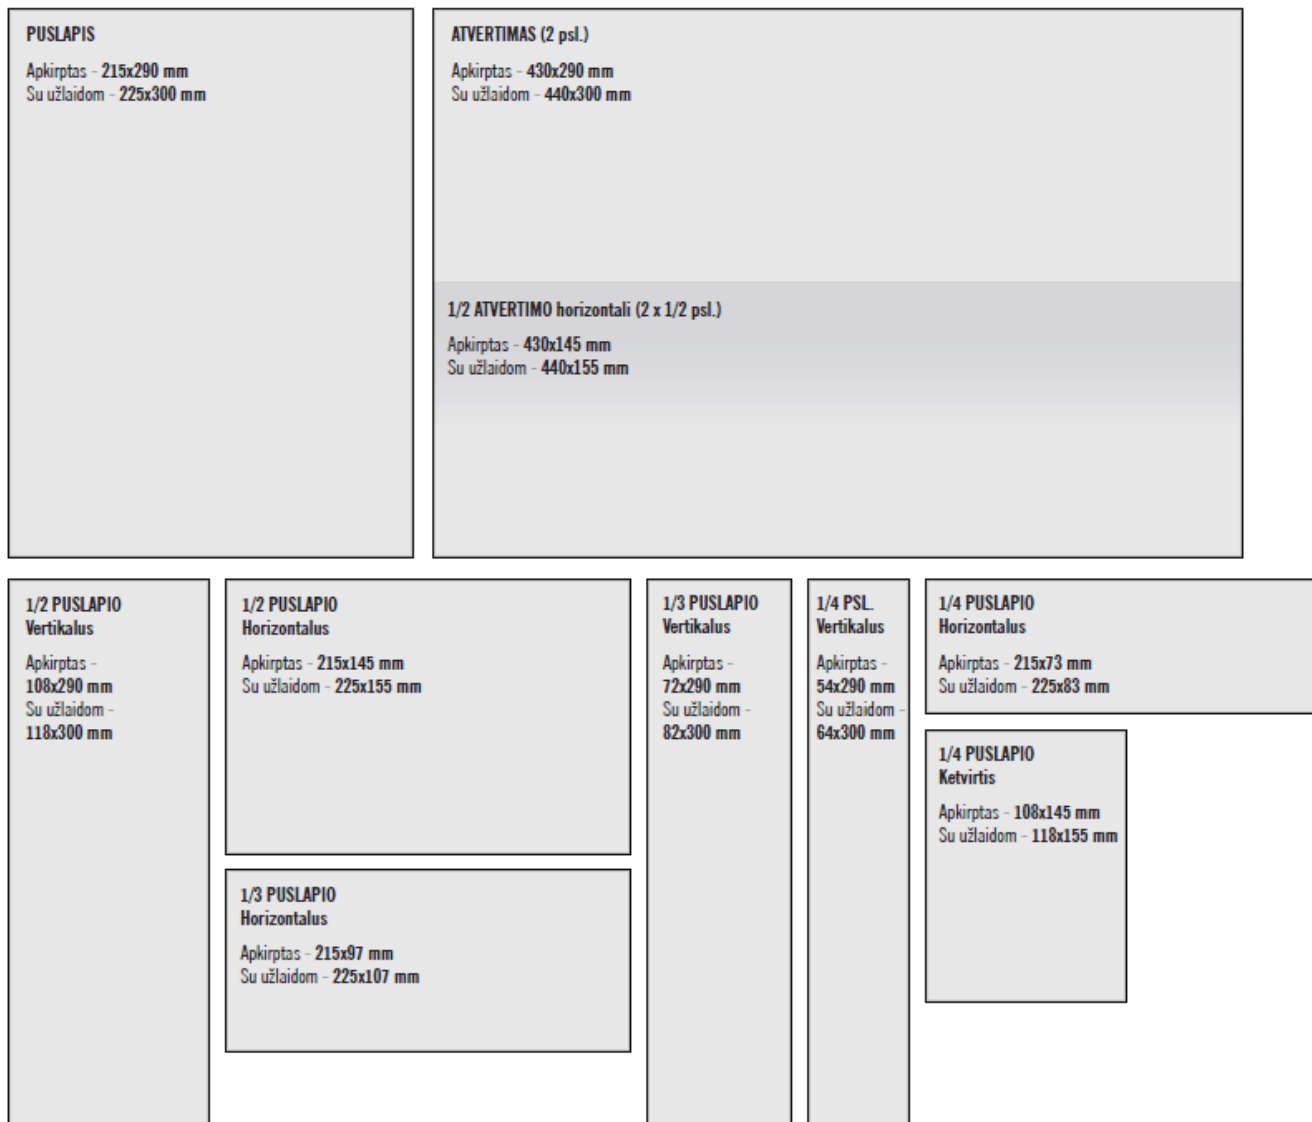 PUSLAPIS
Apkirptas - 215x290 mm
Su užlaidom - 225x300 mm
ATVERTIMAS (2 psl.)
Apkirptas - 430x290 mm
Su užlaidom - 440x300 mm
1/2 ATVERTIMO horizontali (2 x 1/2 psl.)
Apkirptas - 430x145 mm
Su užlaidom - 440x155 mm
1/2 PUSLAPIO
Vertikalus
Apkirptas -
108x290 mm
Su užlaidom -
118x300 mm
1/2 PUSLAPIO
Horizontalus
Apkirptas - 215x145 mm
Su užlaidom - 225x155 mm
1/3 PUSLAPIO
Horizontalus
Apkirptas - 215x97 mm
Su užlaidom - 225x107 mm
1/3 PUSLAPIO
Vertikalus
Apkirptas -
72x290 mm
Su užlaidom -
82x300 mm
1/4 PSL.
Vertikalus
Apkirptas -
54x290 mm
Su užlaidom -
64x300 mm
1/4 PUSLAPIO
Horizontalus
Apkirptas - 215x73 mm
Su užlaidom - 225x83 mm
1/4 PUSLAPIO
Ketvirtis
Apkirptas - 108x145 mm
Su užlaidom - 118x155 mm